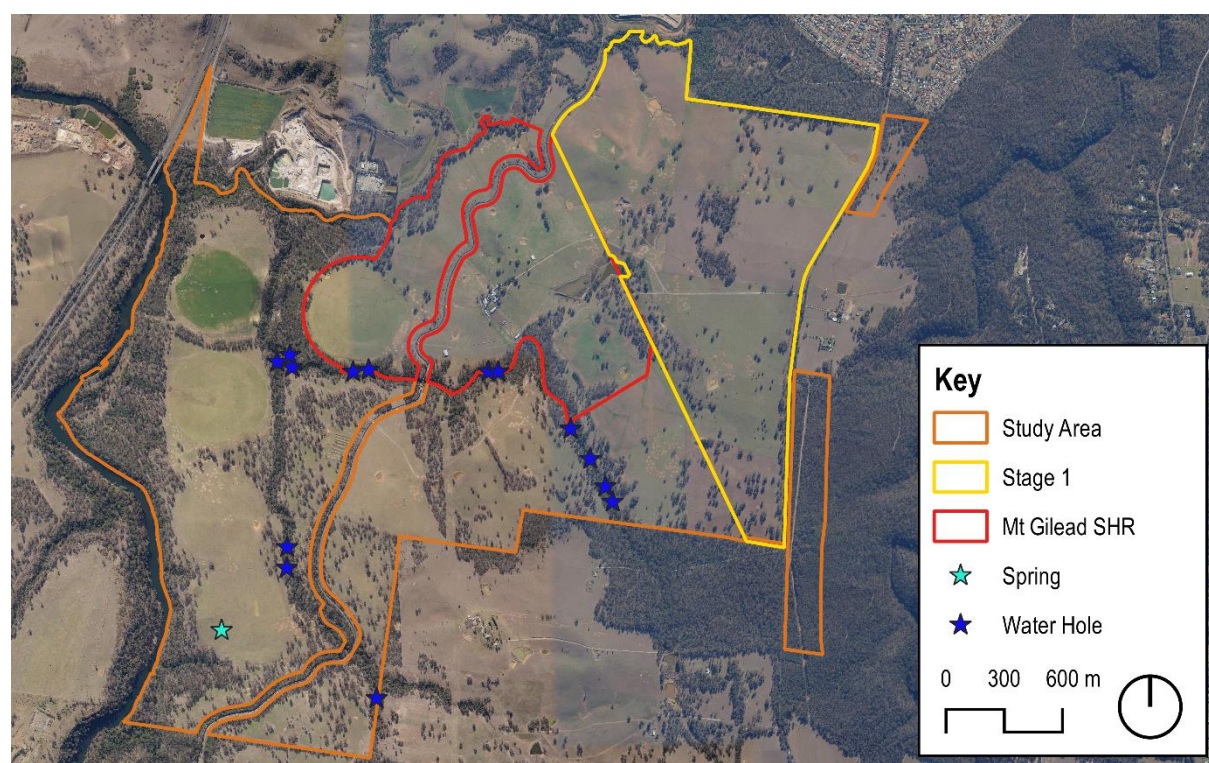 Key
Study Area
Stage 1
Mt Gilead SHR
Spring
Water Hole
0 300 600 m